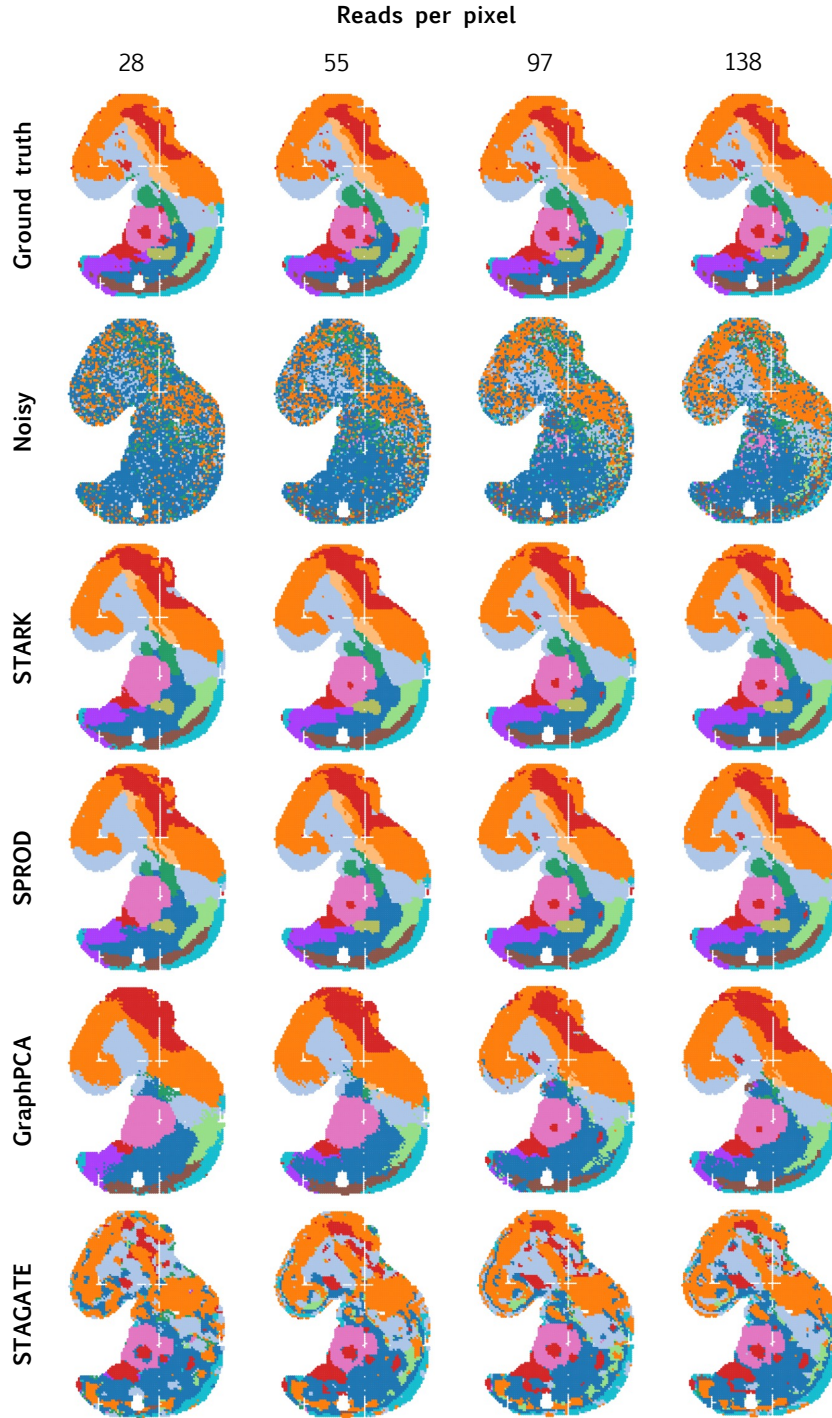 Reads per pixel
28 55 97 138
Ground truth
Noisy
STARK
SPROD
GraphPCA
STAGATE